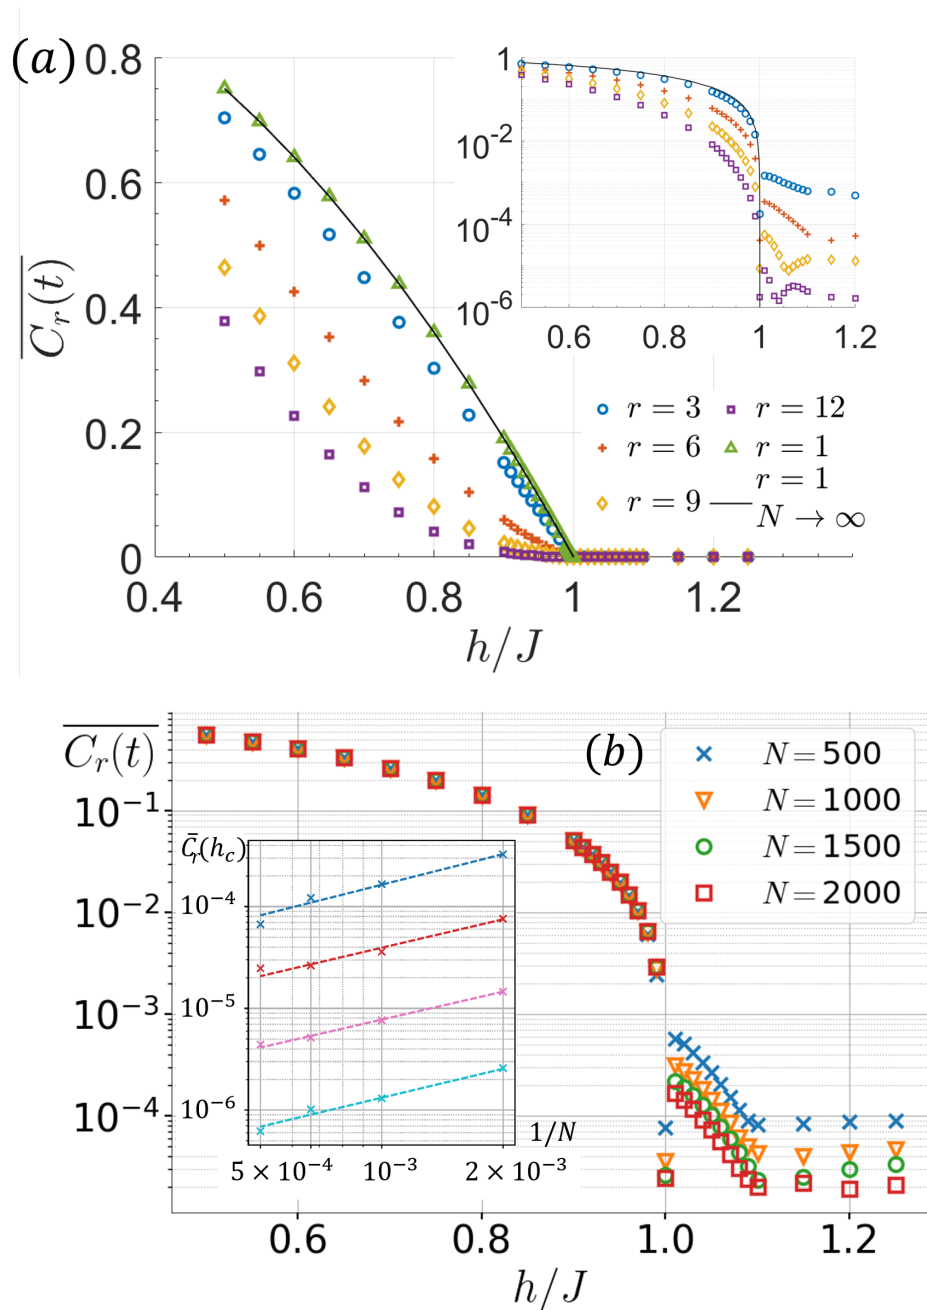 (a)
0.8
0.6
0.4
0.2
0
0.4 0.6 0.8 1 1.2
h/J
\overline{C_r(t)}
1
10^{-2}
10^{-4}
10^{-6}
0.6 0.8 1 1.2
r = 3 r = 12
r = 6 r = 1
r = 1
r = 9 N → ∞
\overline{C_r(t)}
(b)
N = 500
N = 1000
N = 1500
N = 2000
10^{-1}
10^{-2}
10^{-3}
10^{-4}
\bar{C}_r(h_c)
10^{-4}
10^{-5}
10^{-6}
1/N
5 × 10^{-4} 10^{-3} 2 × 10^{-3}
0.6 0.8 1.0 1.2
h/J